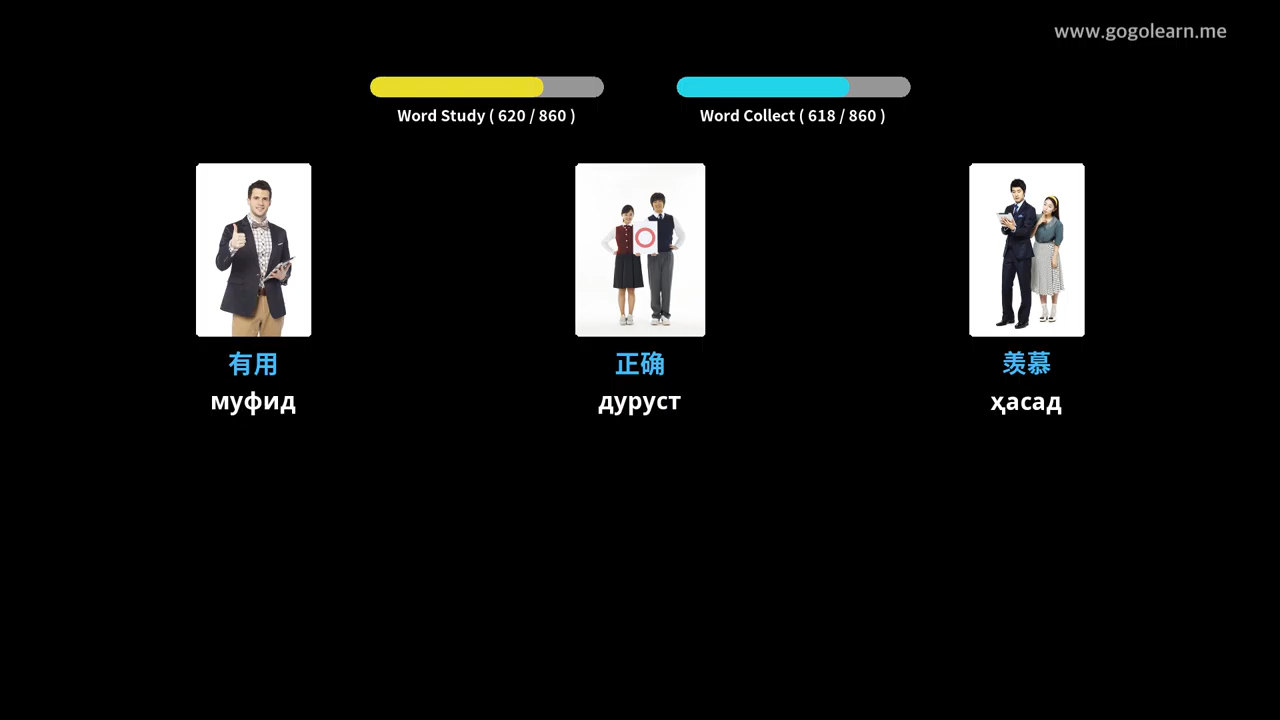 www.gogolearn.me
Word Study ( 620 / 860 )
Word Collect ( 618 / 860 )
有用
муфид
正确
дуруст
羡慕
ҳасад